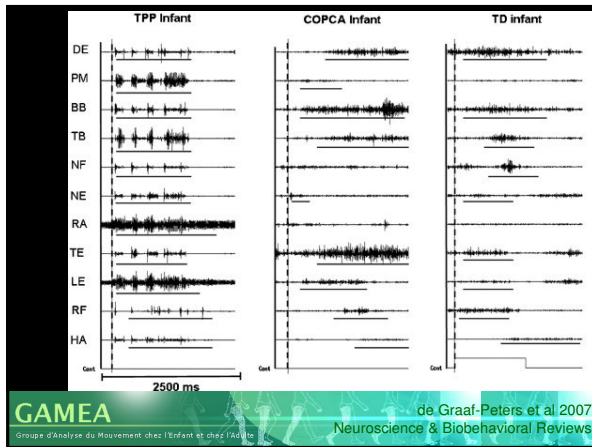 TPP Infant
COPCA Infant
TD infant
DE
PM
BB
TB
NF
NE
RA
TE
LE
RF
HA
Cont
Cont
Cont
2500 ms
GAMEA
Groupe d'Analyse du Mouvement chez l'Enfant et chez l'Adulte
de Graaf-Peters et al 2007
Neuroscience & Biobehavioral Reviews